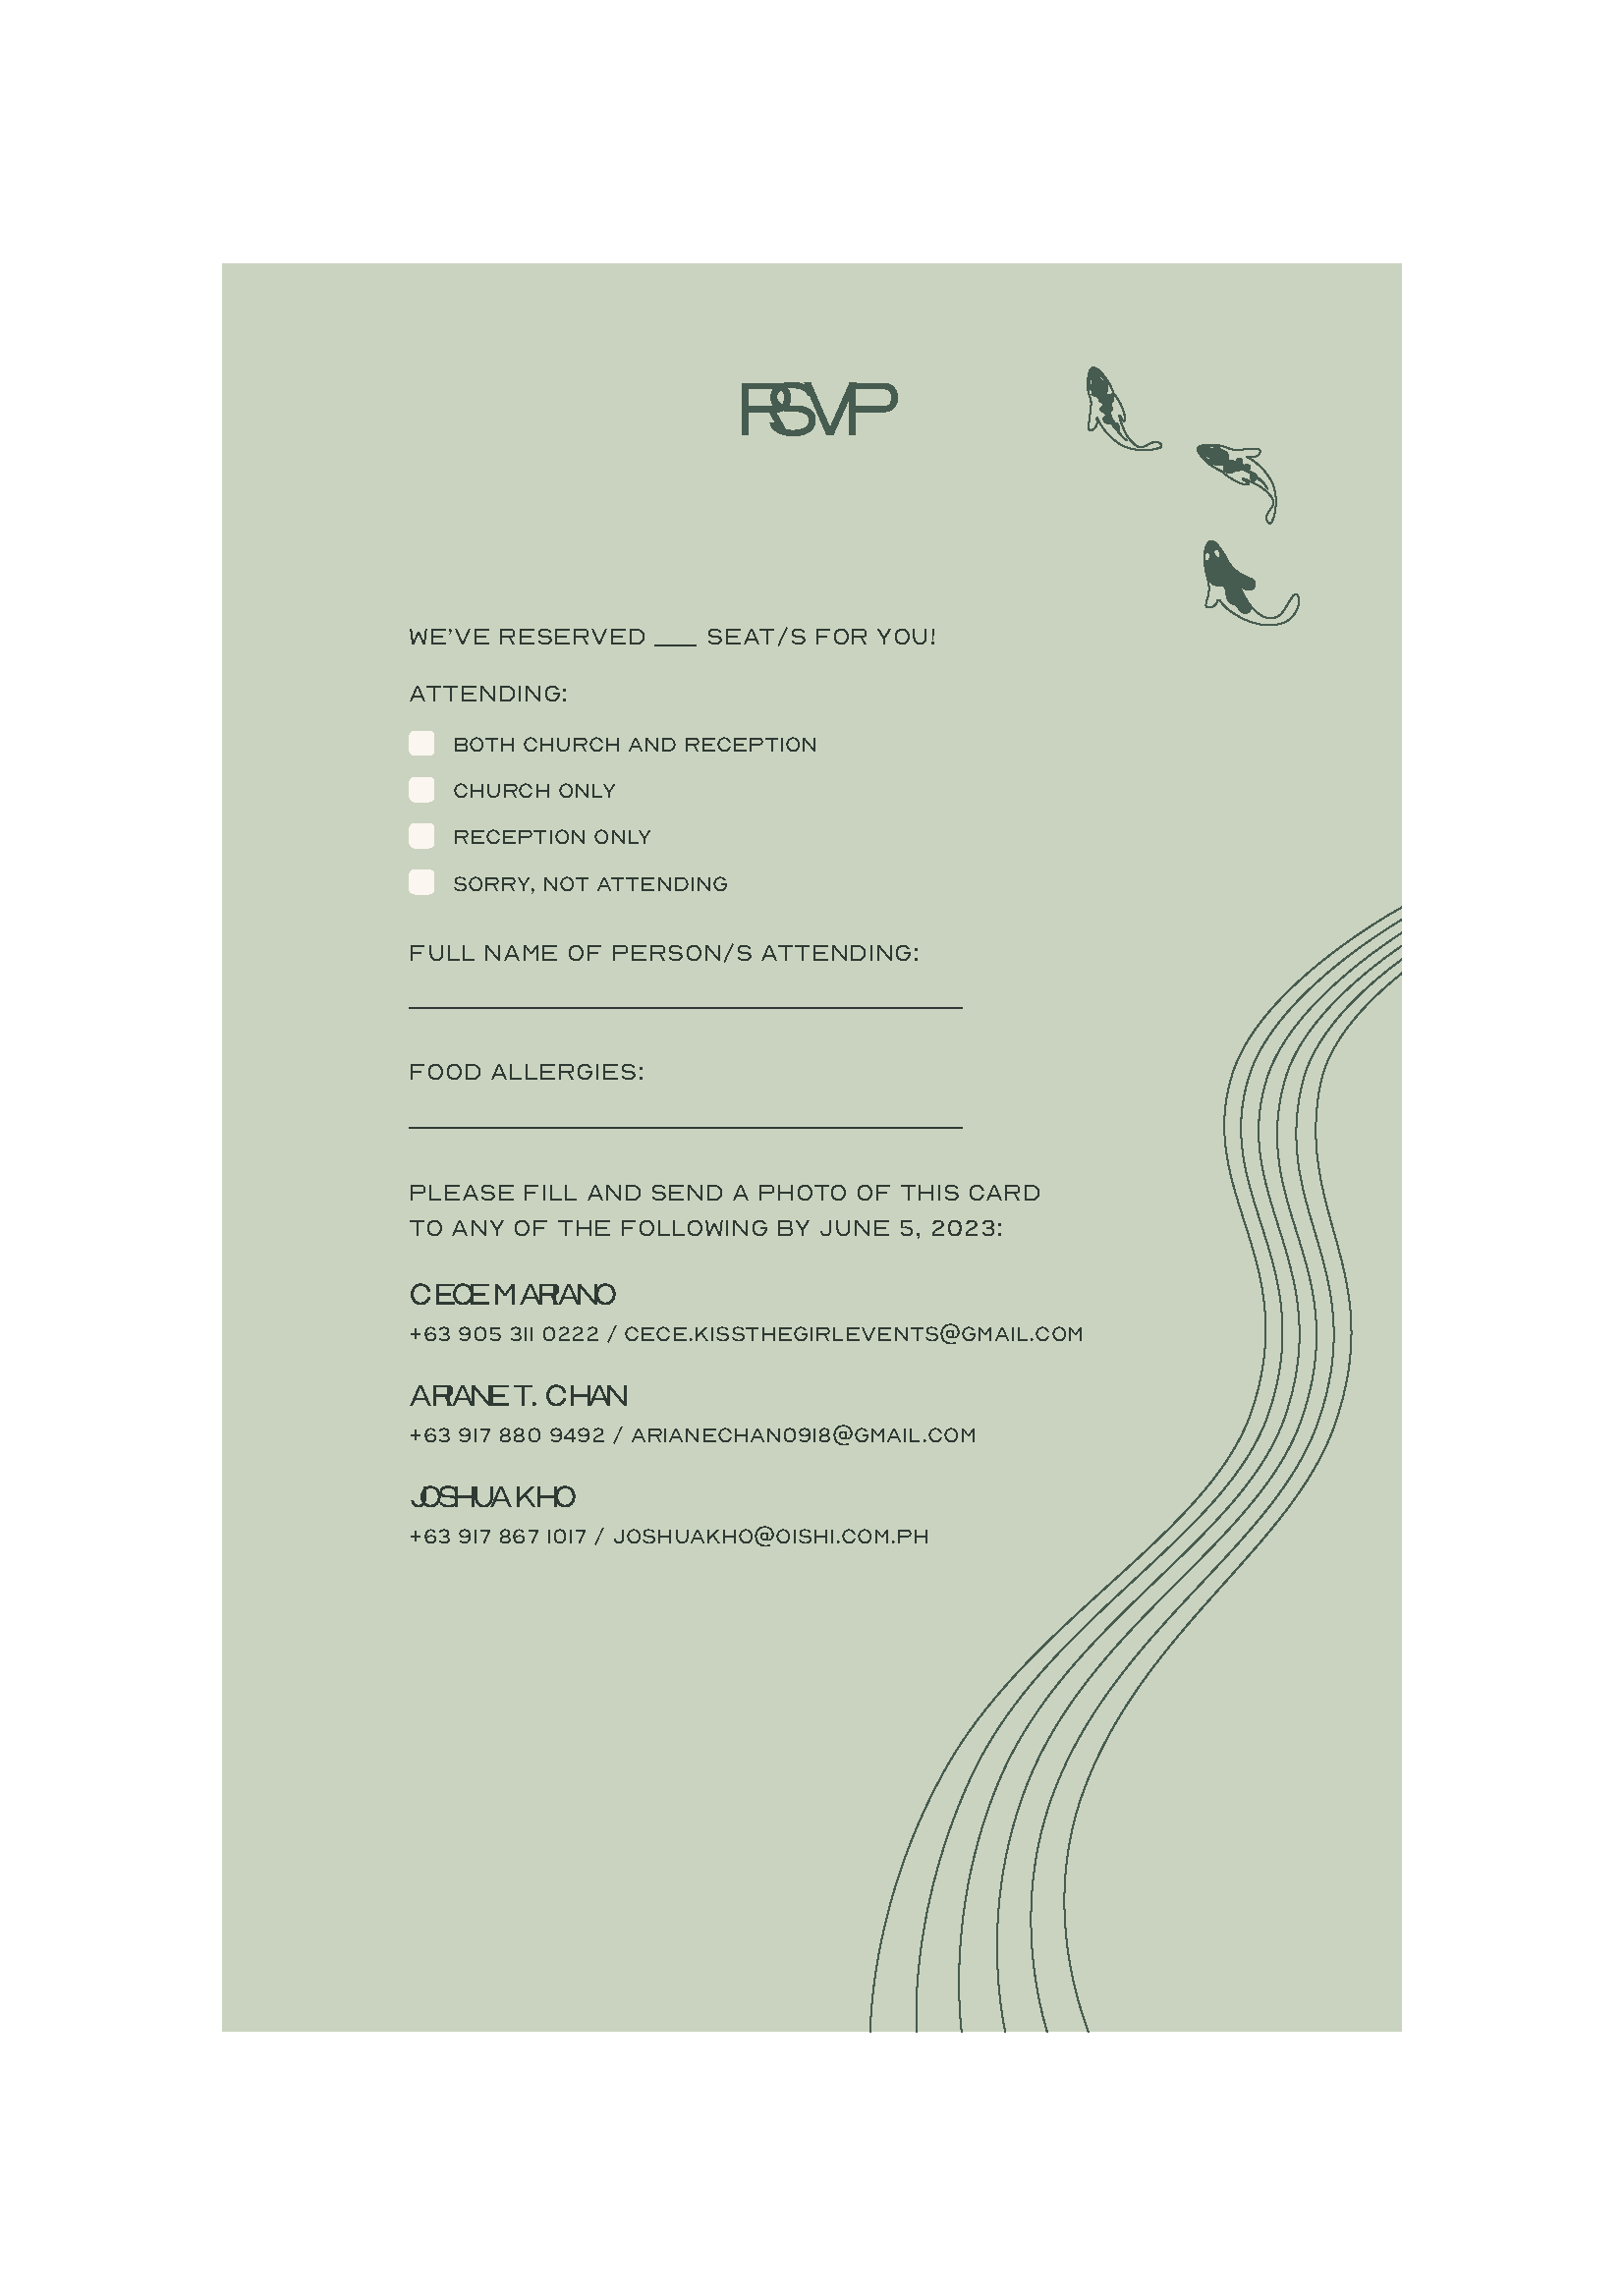 RSVP
WE'VE RESERVED ___ SEAT/S FOR YOU!
ATTENDING:
BOTH CHURCH AND RECEPTION
CHURCH ONLY
RECEPTION ONLY
SORRY, NOT ATTENDING
FULL NAME OF PERSON/S ATTENDING:
FOOD ALLERGIES:
PLEASE FILL AND SEND A PHOTO OF THIS CARD
TO ANY OF THE FOLLOWING BY JUNE 5, 2023:
CECE MARIANO
+63 905 311 0222 / CECE.KISSTHEGIRLEVENTS@GMAIL.COM
ARIANE T. CHAN
+63 917 880 9492 / ARIANECHAN0918@GMAIL.COM
JOSHUA KHO
+63 917 867 1017 / JOSHUAKHO@OISHI.COM.PH